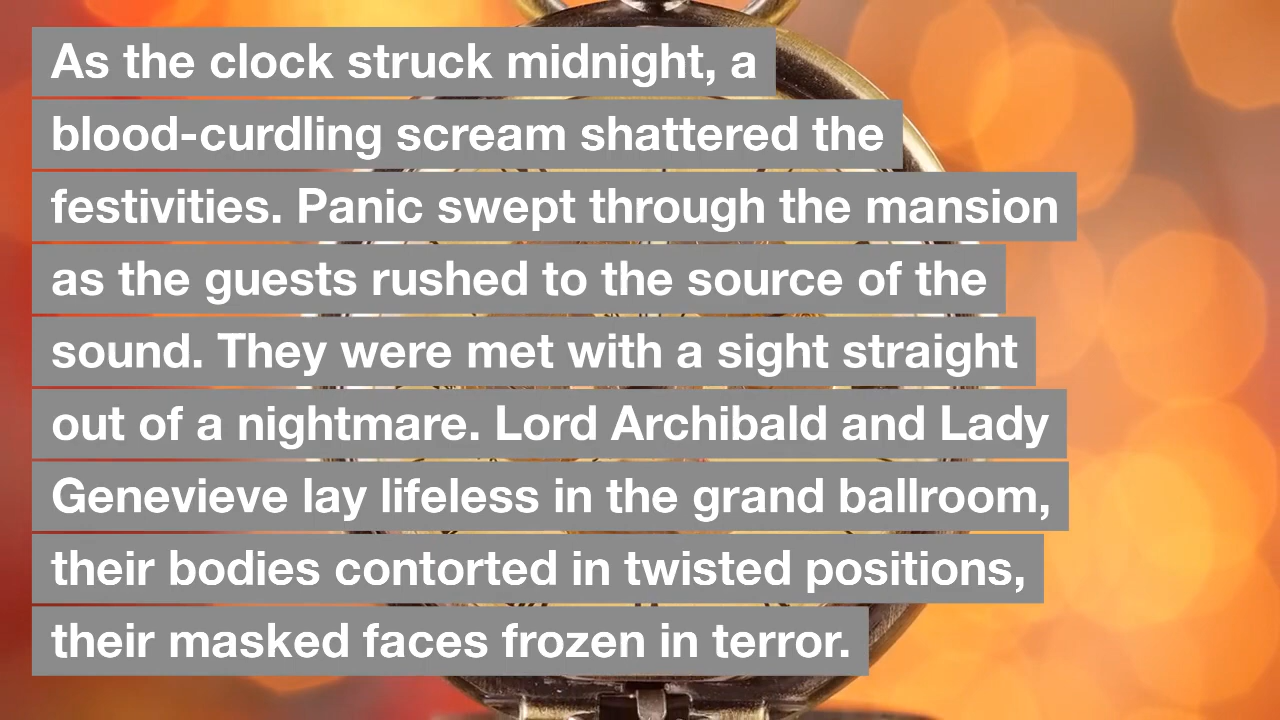 As the clock struck midnight, a
blood-curdling scream shattered the
festivities. Panic swept through the mansion
as the guests rushed to the source of the
sound. They were met with a sight straight
out of a nightmare. Lord Archibald and Lady
Genevieve lay lifeless in the grand ballroom,
their bodies contorted in twisted positions,
their masked faces frozen in terror.